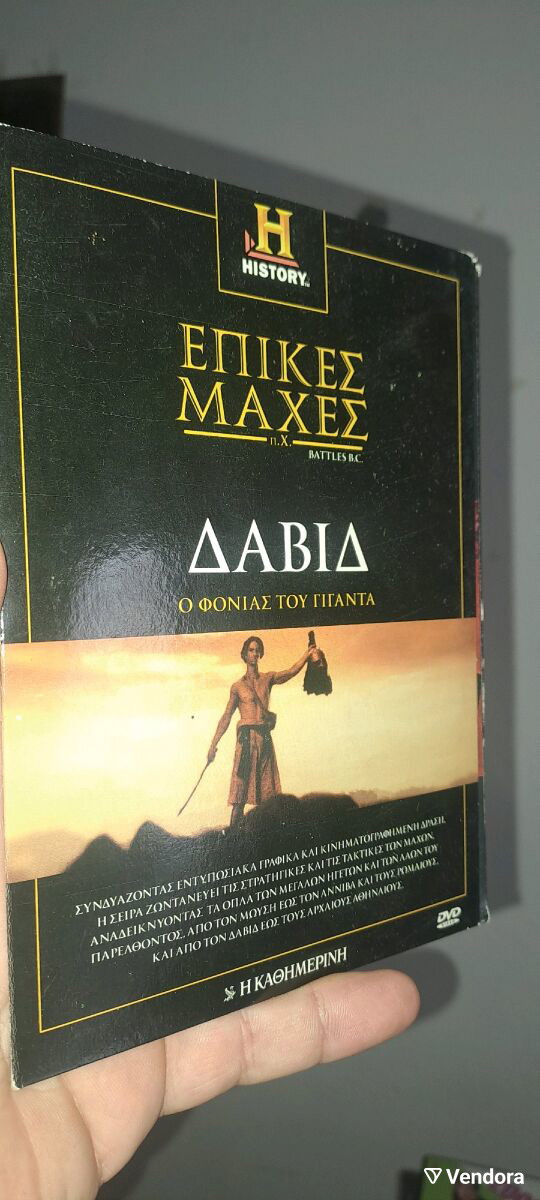 H
HISTORY™
ΕΠΙΚΕΣ
ΜΑΧΕΣ
π.Χ.
BATTLES B.C.
ΔΑΒΙΔ
Ο ΦΟΝΙΑΣ ΤΟΥ ΓΙΓΑΝΤΑ
ΣΥΝΔΥΑΖΟΝΤΑΣ ΕΝΤΥΠΩΣΙΑΚΑ ΓΡΑΦΙΚΑ ΚΑΙ ΚΙΝΗΜΑΤΟΓΡΑΦΗΜΕΝΗ ΔΡΑΣΗ,
Η ΣΕΙΡΑ ΖΩΝΤΑΝΕΥΕΙ ΤΙΣ ΣΤΡΑΤΗΓΙΚΕΣ ΚΑΙ ΤΙΣ ΤΑΚΤΙΚΕΣ ΤΩΝ ΜΑΧΩΝ,
ΑΝΑΔΕΙΚΝΥΟΝΤΑΣ ΤΑ ΟΠΛΑ ΤΩΝ ΜΕΓΑΛΩΝ ΗΓΕΤΩΝ ΚΑΙ ΤΩΝ ΛΑΩΝ ΤΟΥ
ΠΑΡΕΛΘΟΝΤΟΣ, ΑΠΟ ΤΟΝ ΜΩΥΣΗ ΕΩΣ ΤΟΝ ΑΝΝΙΒΑ ΚΑΙ ΤΟΥΣ ΡΩΜΑΙΟΥΣ,
ΚΑΙ ΑΠΟ ΤΟΝ ΔΑΒΙΔ ΕΩΣ ΤΟΥΣ ΑΡΧΑΙΟΥΣ ΑΘΗΝΑΙΟΥΣ.
DVD
Η ΚΑΘΗΜΕΡΙΝΗ
Vendora